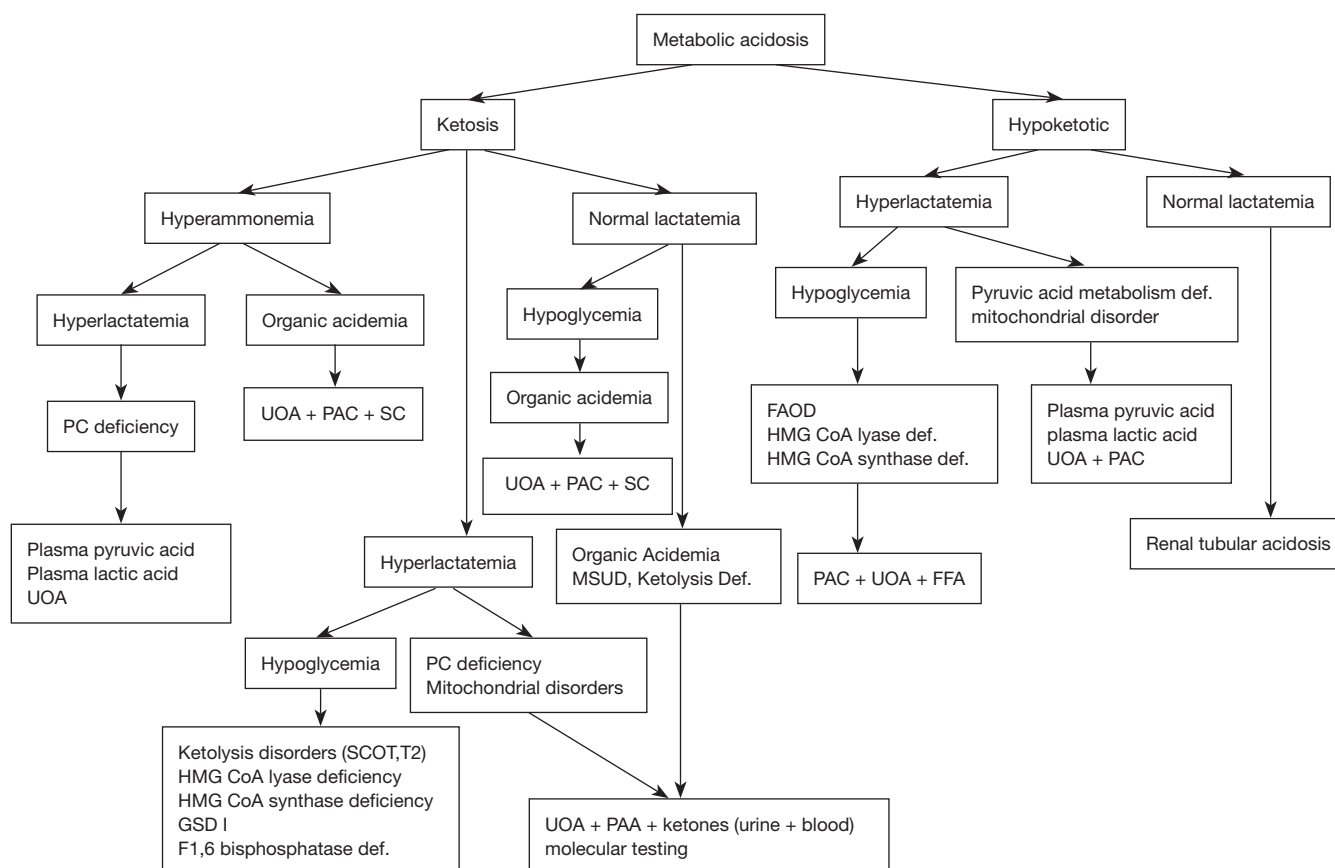 Metabolic acidosis
Ketosis
Hypoketotic
Hyperammonemia
Normal lactatemia
Hyperlactatemia
Normal lactatemia
Hyperlactatemia
Organic acidemia
Hypoglycemia
Hypoglycemia
Pyruvic acid metabolism def.
mitochondrial disorder
PC deficiency
UOA + PAC + SC
Organic acidemia
FAOD
HMG CoA lyase def.
HMG CoA synthase def.
Plasma pyruvic acid
plasma lactic acid
UOA + PAC
UOA + PAC + SC
Plasma pyruvic acid
Plasma lactic acid
UOA
Hyperlactatemia
Organic Acidemia
MSUD, Ketolysis Def.
PAC + UOA + FFA
Renal tubular acidosis
Hypoglycemia
PC deficiency
Mitochondrial disorders
Ketolysis disorders (SCOT,T2)
HMG CoA lyase deficiency
HMG CoA synthase deficiency
GSD I
F1,6 bisphosphatase def.
UOA + PAA + ketones (urine + blood)
molecular testing